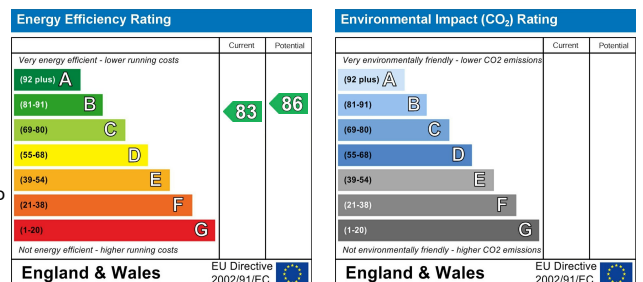 Energy Efficiency Rating
Current Potential
Very energy efficient - lower running costs
(92 plus) A
(81-91) B
(69-80) C
(55-68) D
(39-54) E
(21-38) F
(1-20) G
83
86
Not energy efficient - higher running costs
England & Wales
EU Directive
2002/91/EC
Environmental Impact (CO2) Rating
Current Potential
Very environmentally friendly - lower CO2 emissions
(92 plus) A
(81-91) B
(69-80) C
(55-68) D
(39-54) E
(21-38) F
(1-20) G
Not environmentally friendly - higher CO2 emissions
England & Wales
EU Directive
2002/91/EC